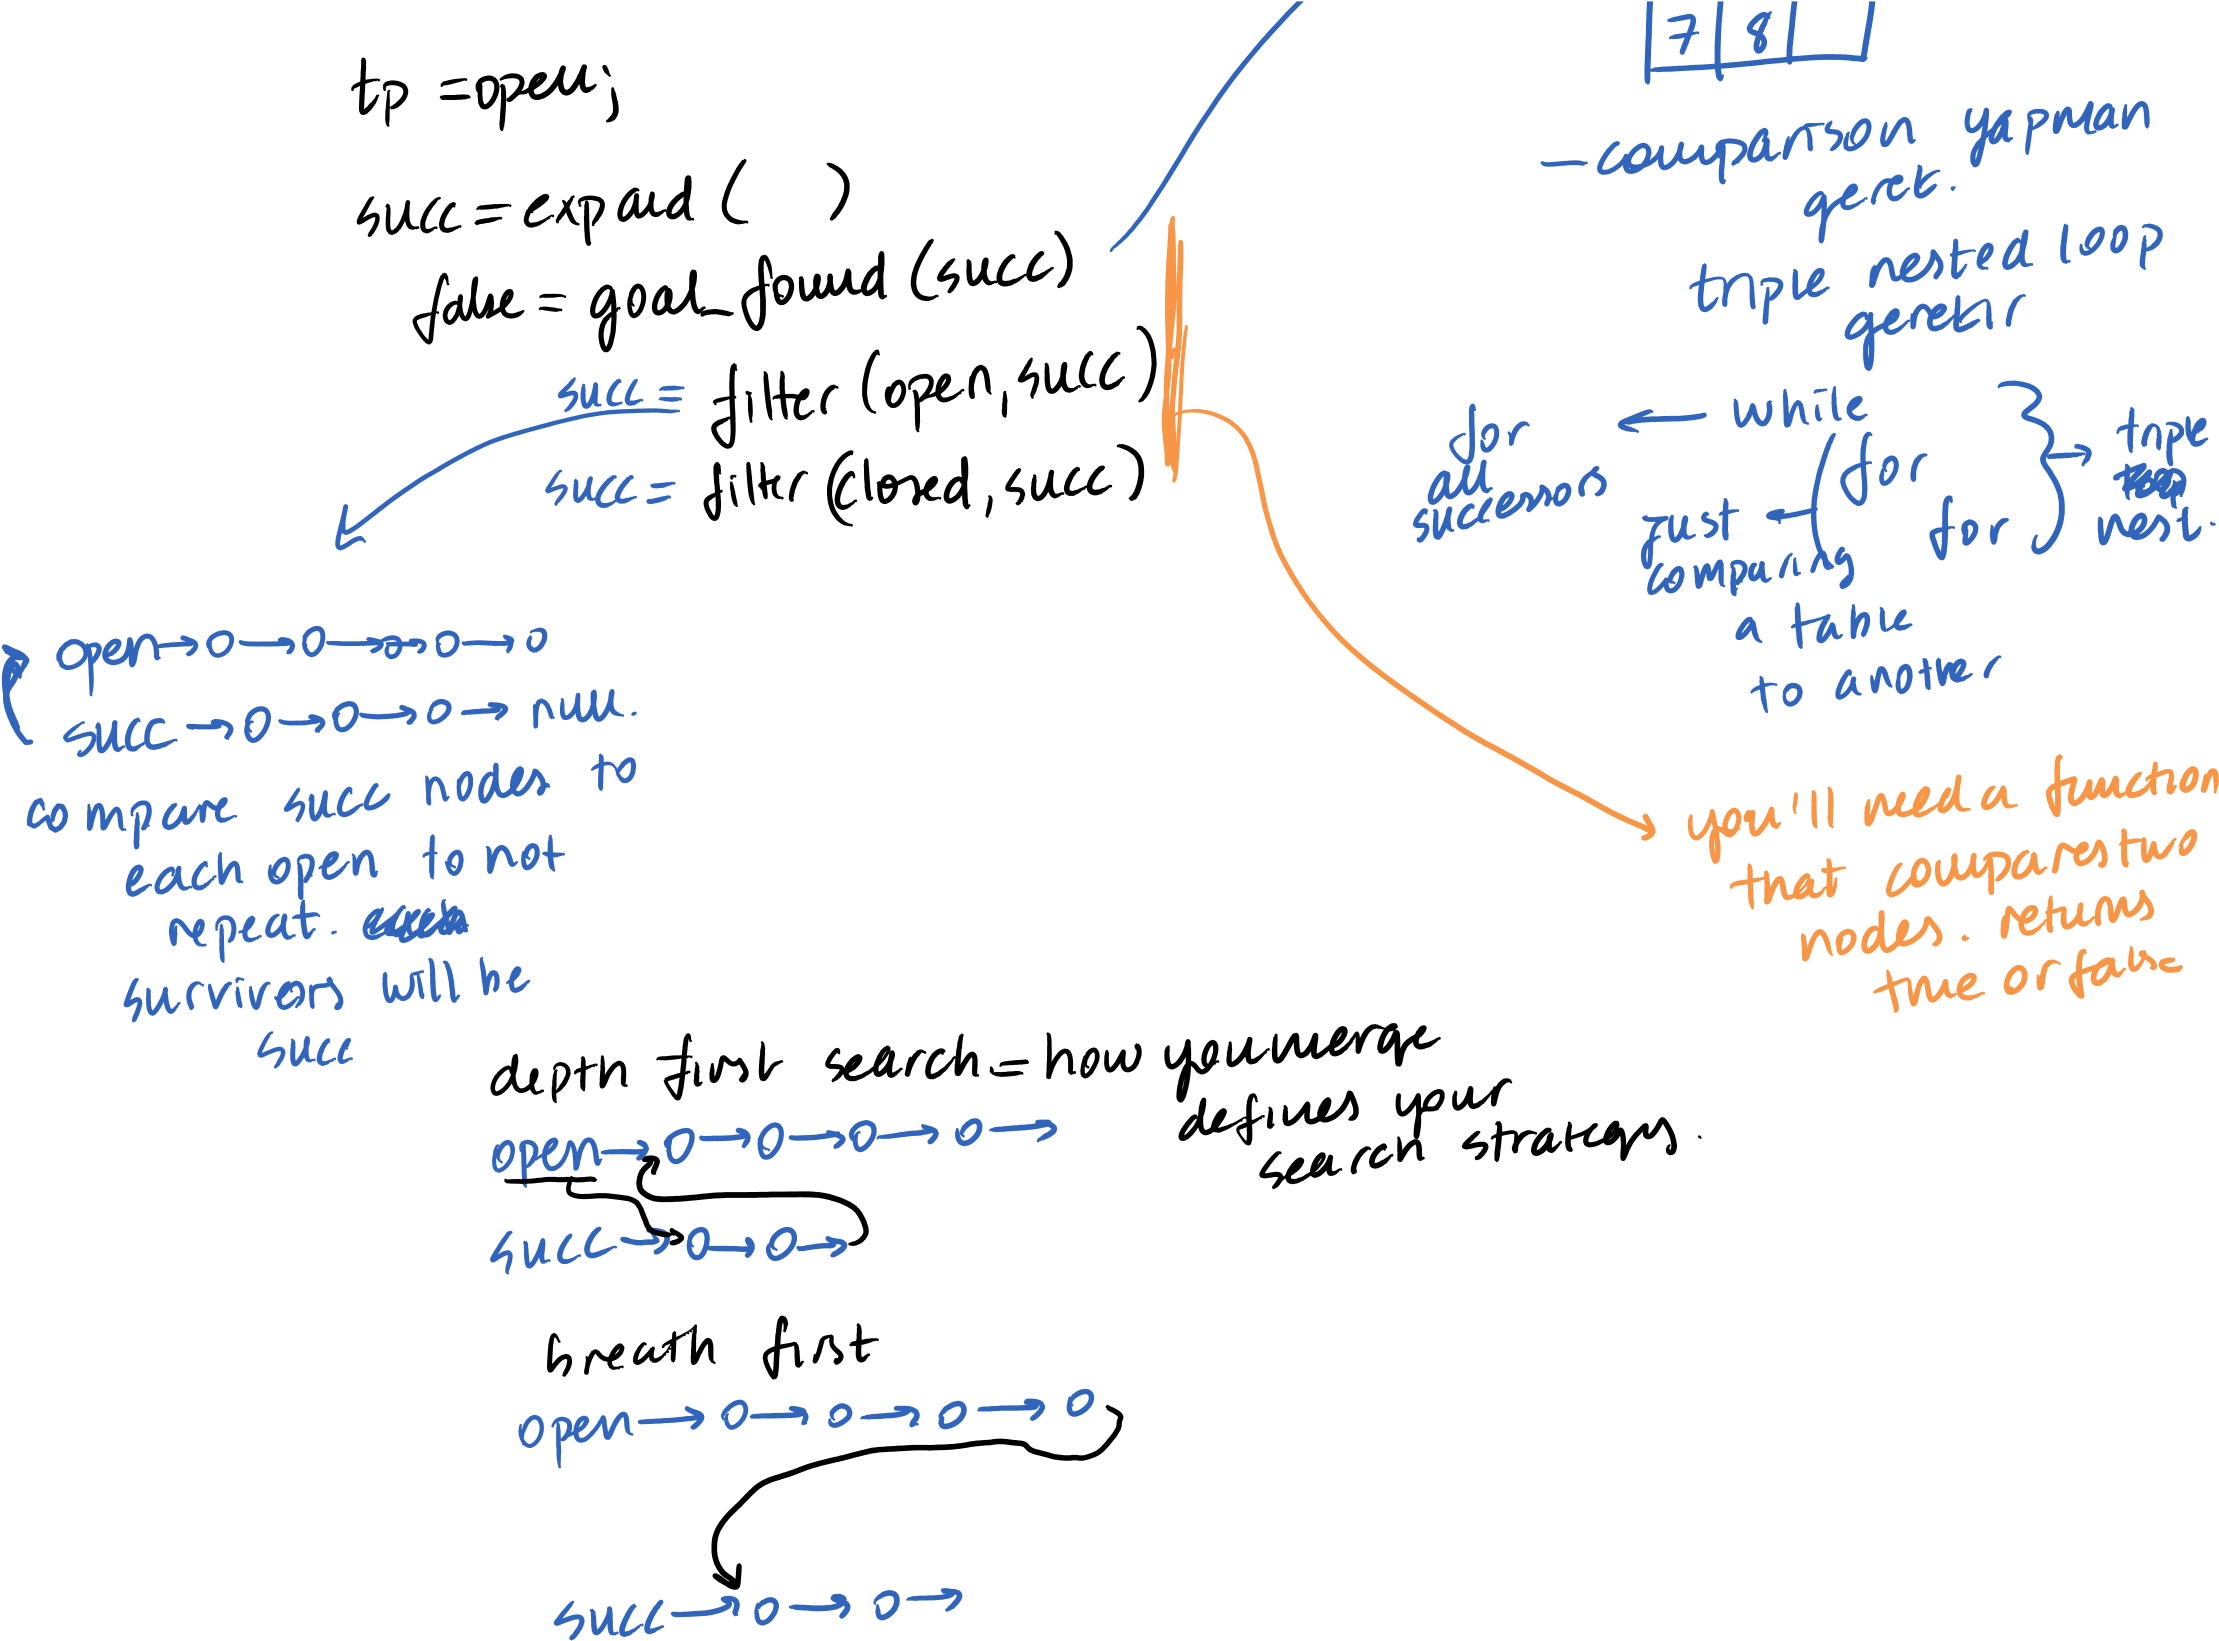 tp = open;
succ = expand ( )
false = goal_found (succ)
succ = filter (open, succ)
succ = filter (closed, succ)
7 8
- comparison yapman
gerek.
triple nested loop
gerektir
for
add
successors
while
for
for
triple
nest.
just
comparing
a table
to another
open → O → O → O → O → O
succ → O → O → O → null.
compare succ nodes to
each open to not
repeat.
survivors will be
succ
you'll need a function
that compares two
nodes. returns
true or false
depth first search = how you merge
defines your
search strategy.
open → O → O → O → O →
succ → O → O →
breath first
open → O → O → O → O
succ → O → O →